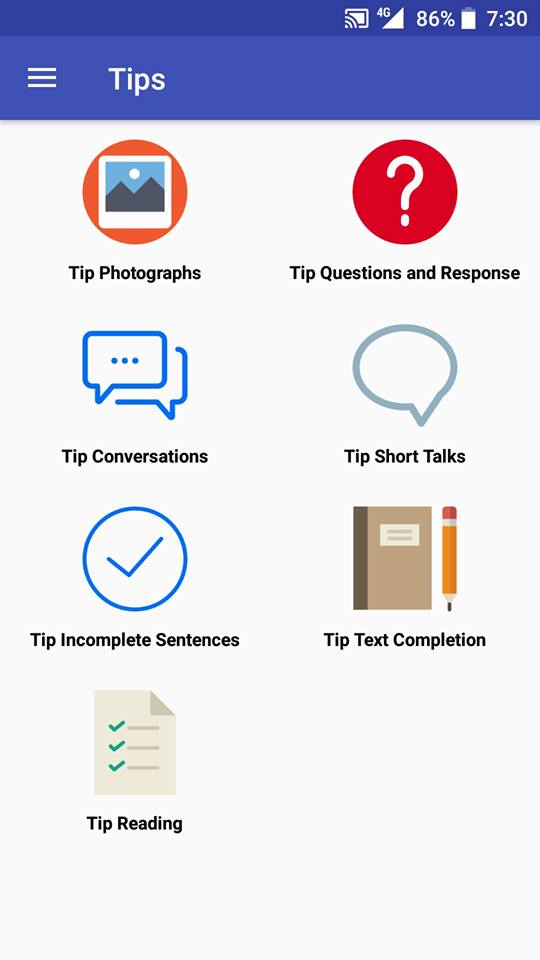 4G 86% 7:30
Tips
Tip Photographs
Tip Questions and Response
Tip Conversations
Tip Short Talks
Tip Incomplete Sentences
Tip Text Completion
Tip Reading